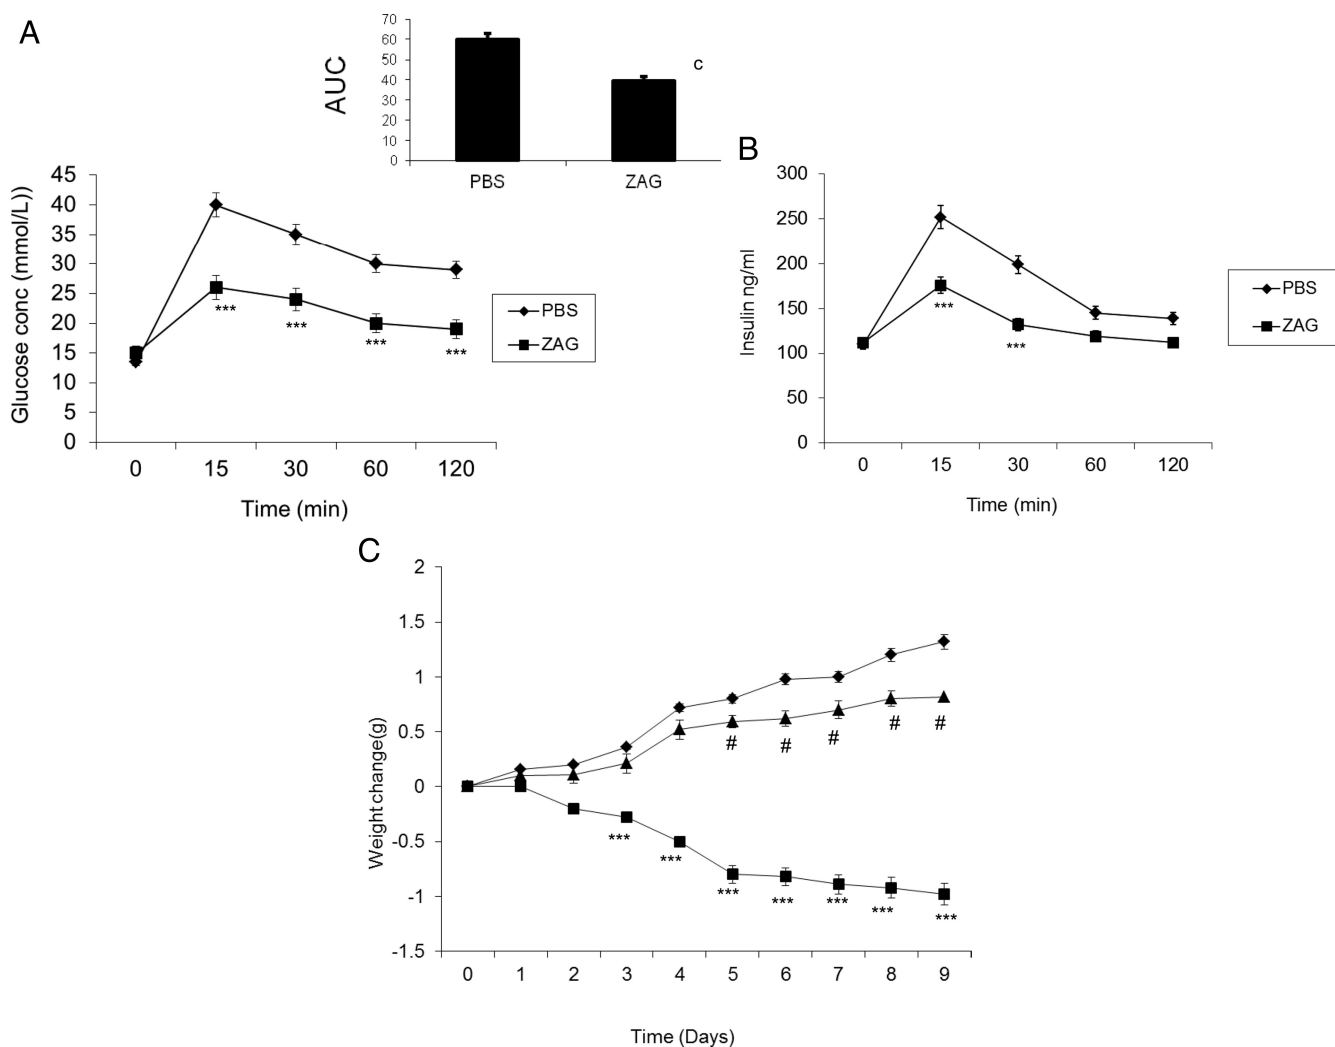 A
70
60
50
40
30
20
10
0
AUC
c
PBS
ZAG
45
40
35
30
25
20
15
10
5
0
Glucose conc (mmol/L))
***
***
***
***
PBS
ZAG
0 15 30 60 120
Time (min)
B
300
250
200
150
100
50
0
Insulin ng/ml
***
***
PBS
ZAG
0 15 30 60 120
Time (min)
C
2
1.5
1
0.5
0
-0.5
-1
-1.5
Weight change(g)
# # # # #
*** *** *** *** *** *** ***
0 1 2 3 4 5 6 7 8 9
Time (Days)